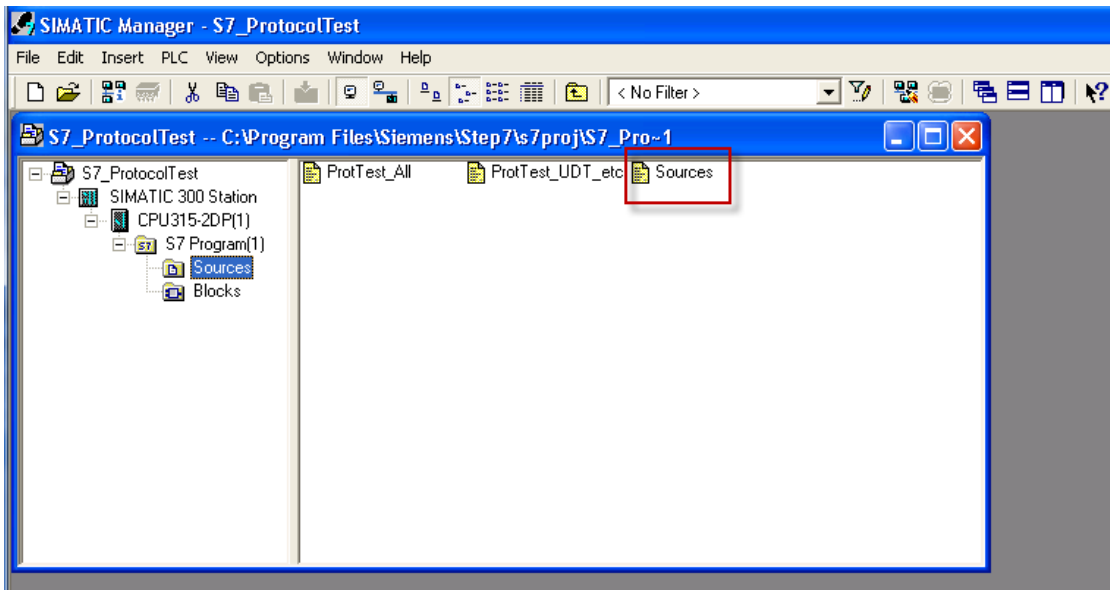 SIMATIC Manager - S7_ProtocolTest
File Edit Insert PLC View Options Window Help
< No Filter >
S7_ProtocolTest -- C:\Program Files\Siemens\Step7\s7proj\S7_Pro~1
S7_ProtocolTest
SIMATIC 300 Station
CPU315-2DP(1)
S7 Program(1)
Sources
Blocks
ProtTest_All ProtTest_UDT_etc Sources